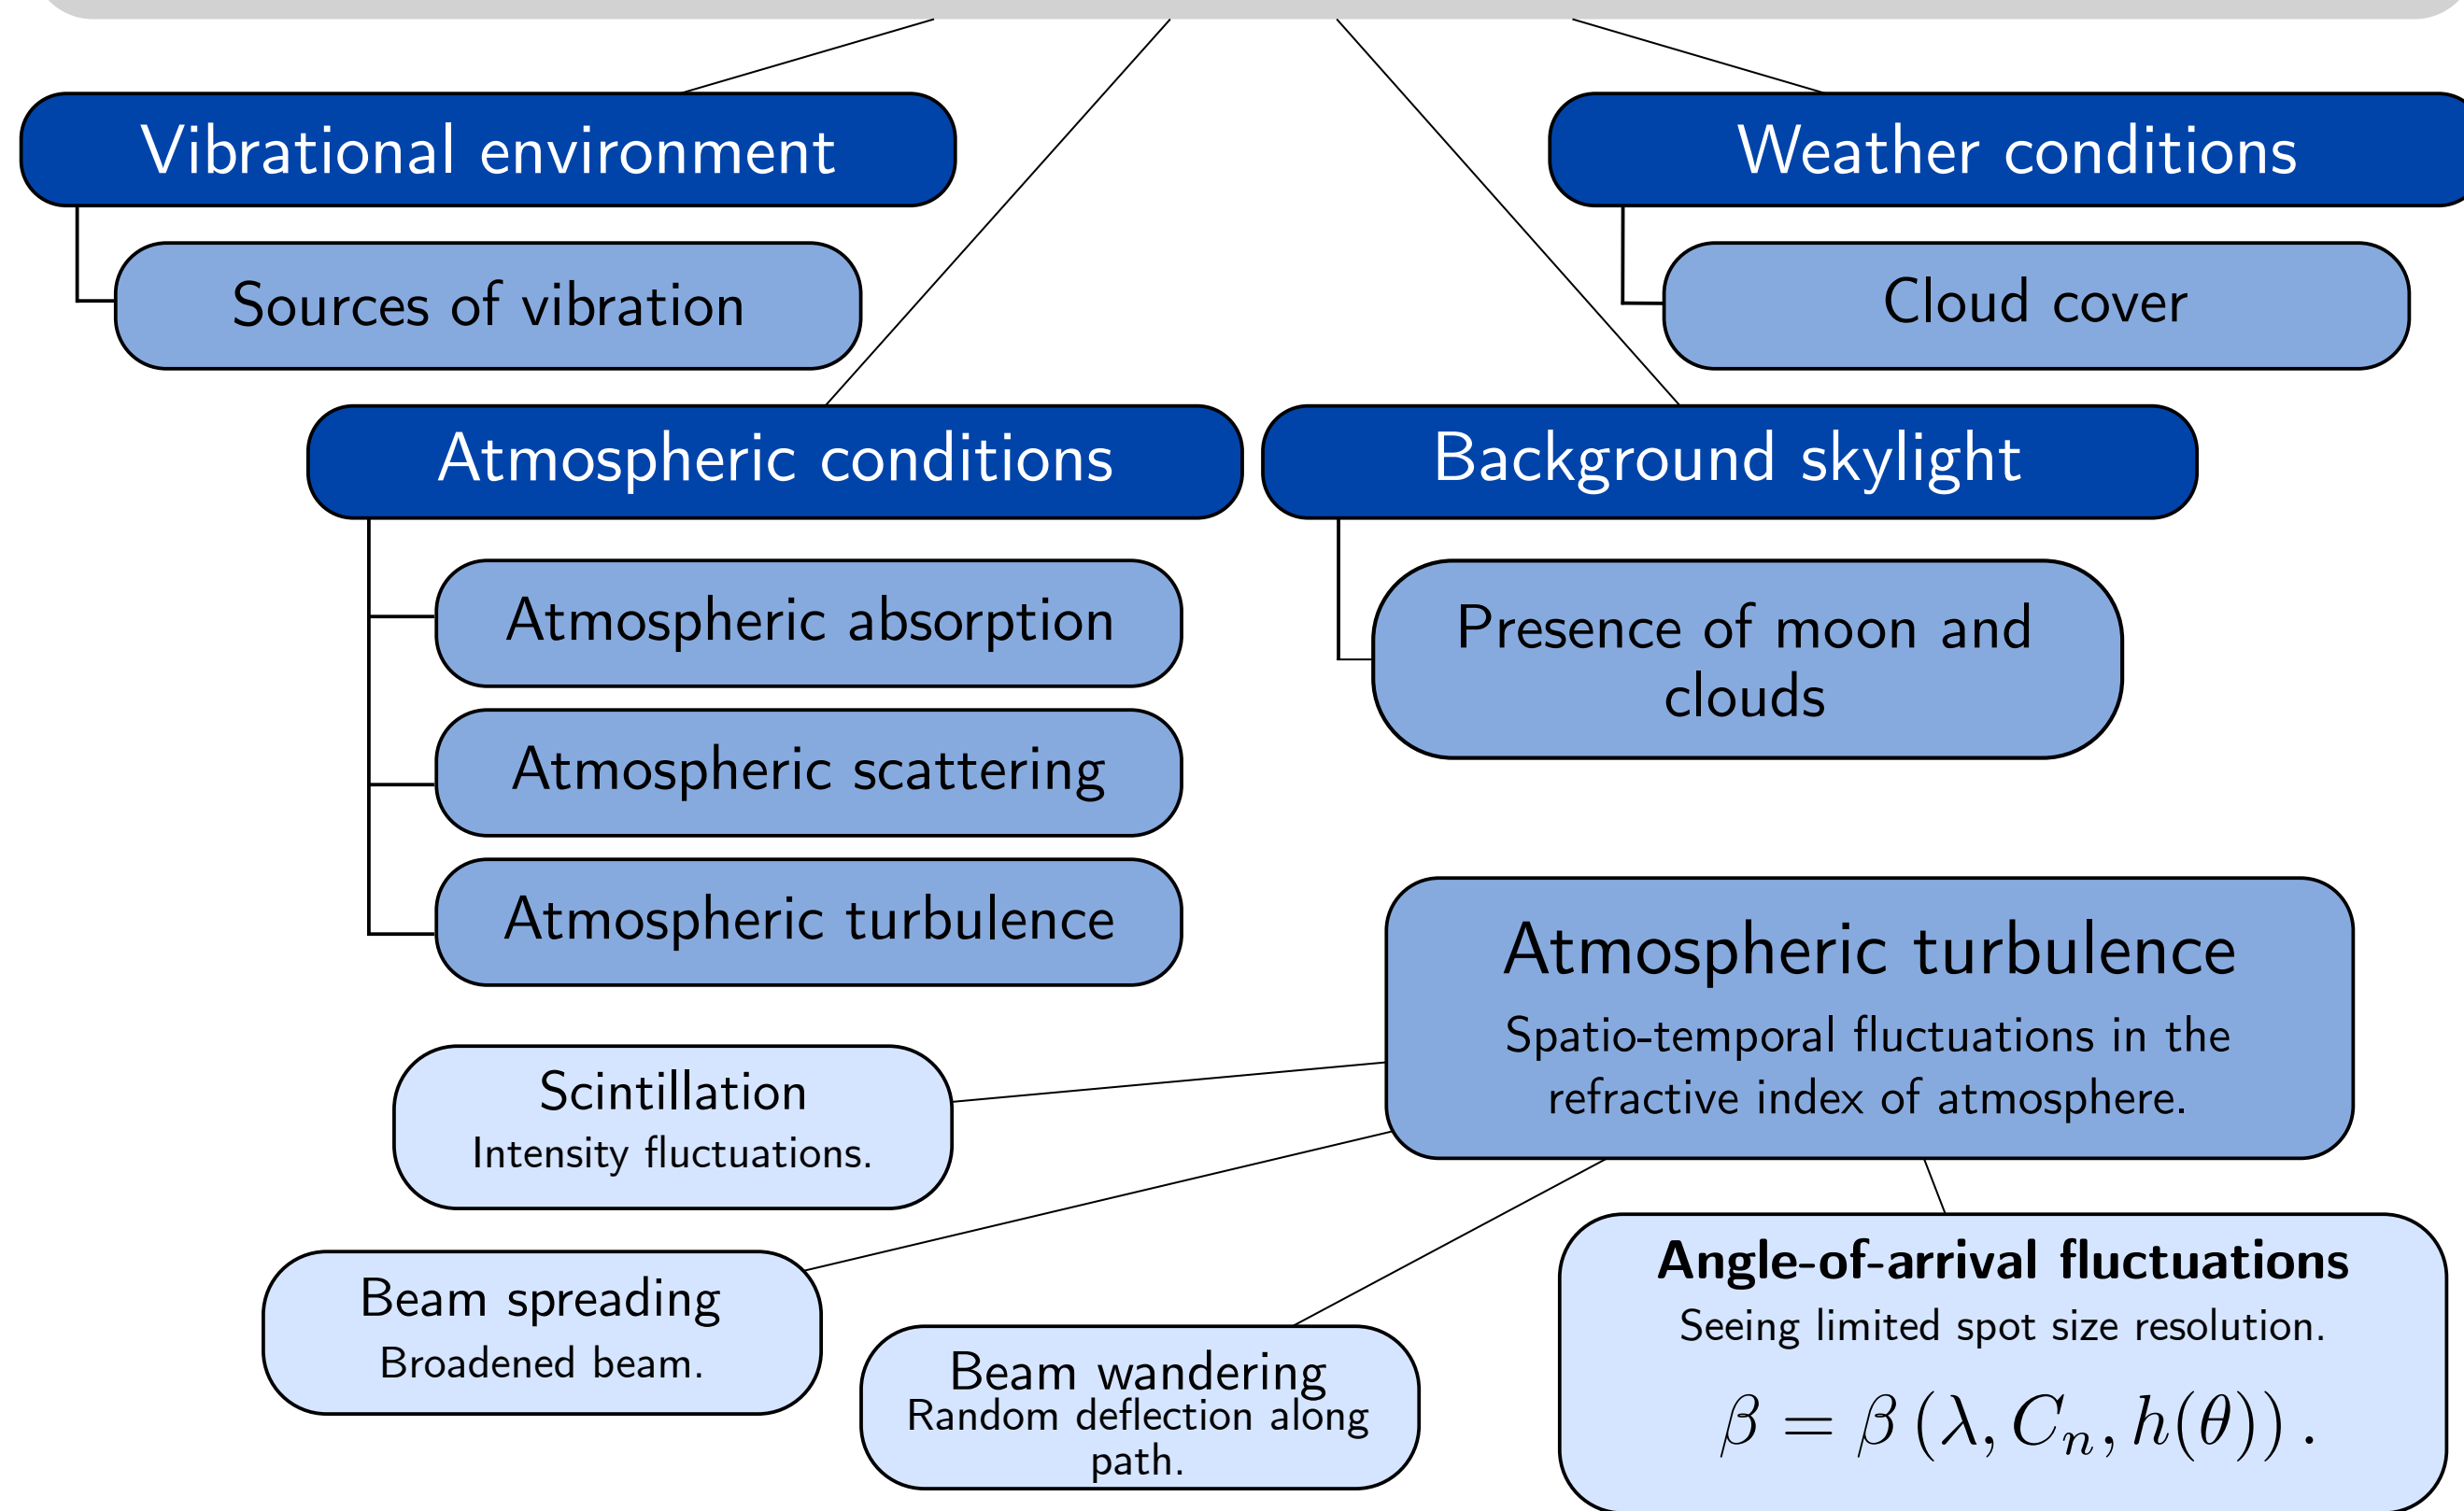 Vibrational environment
Weather conditions
Sources of vibration
Cloud cover
Atmospheric conditions
Background skylight
Atmospheric absorption
Presence of moon and
clouds
Atmospheric scattering
Atmospheric turbulence
Atmospheric turbulence
Spatio-temporal fluctuations in the
refractive index of atmosphere.
Scintillation
Intensity fluctuations.
Beam spreading
Broadened beam.
Beam wandering
Random deflection along
path.
Angle-of-arrival fluctuations
Seeing limited spot size resolution.
β = β (λ, Cₙ, h(θ)) .